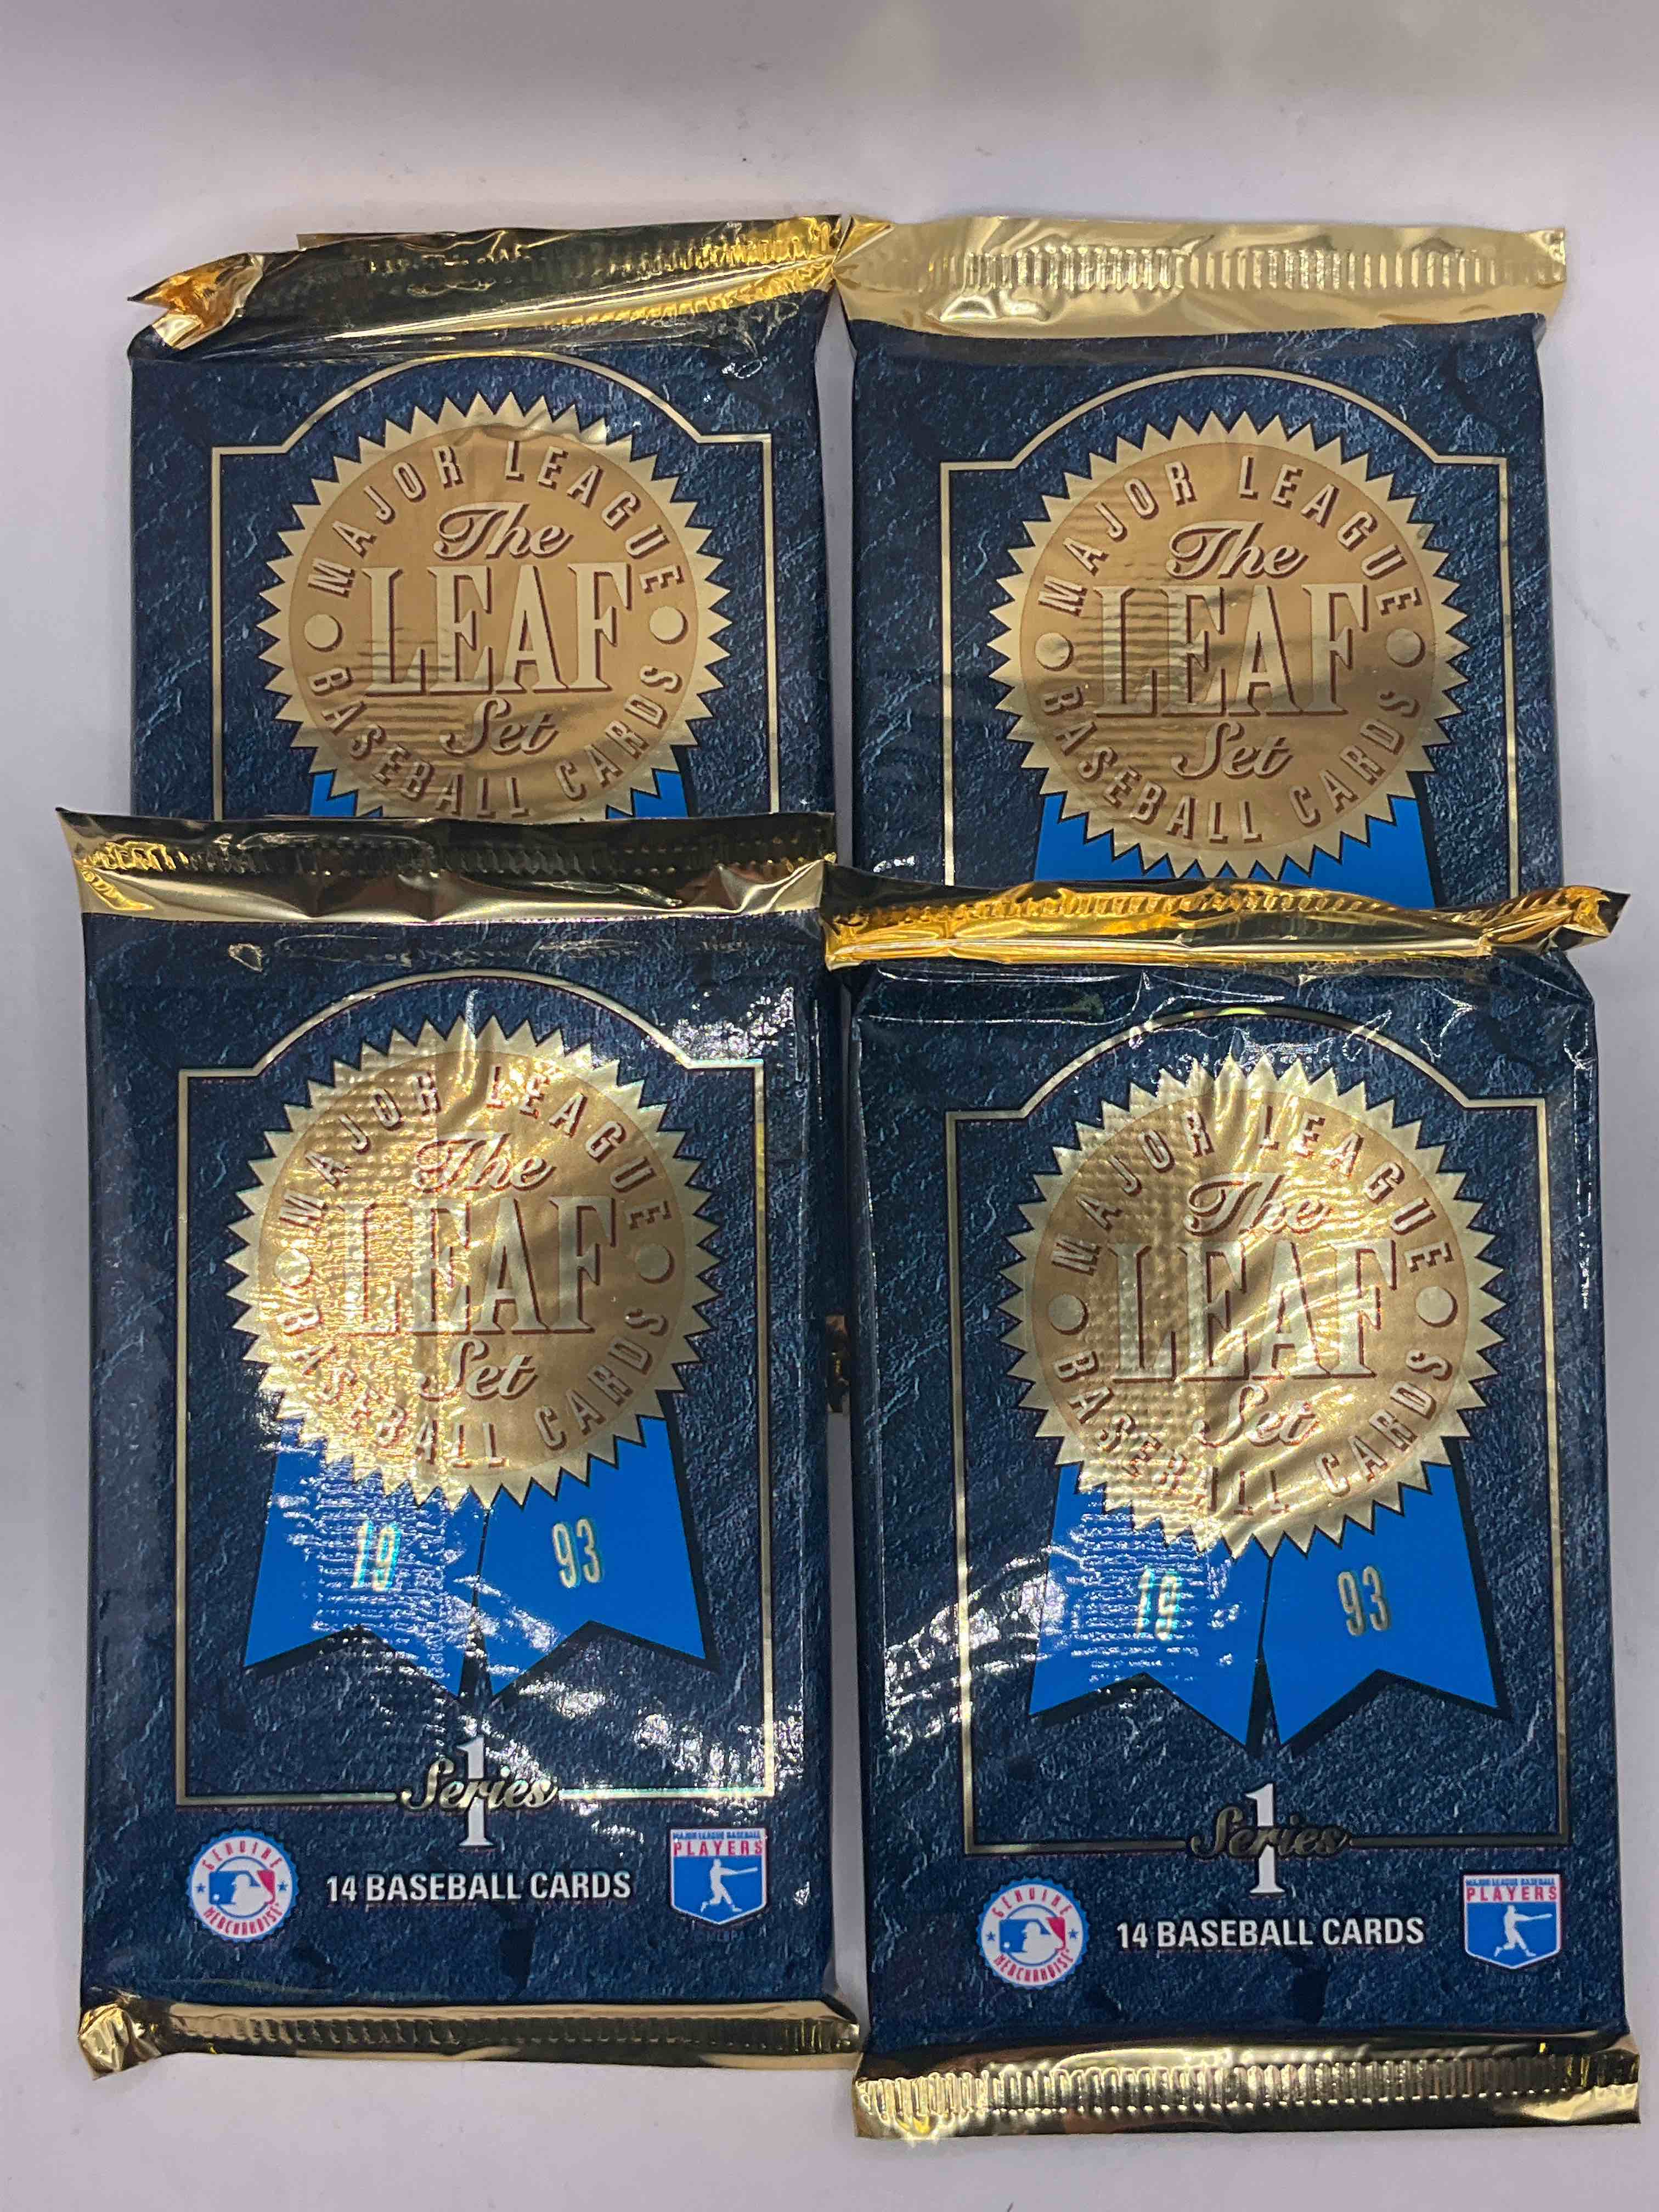 MAJOR LEAGUE
The
LEAF
Set
BASEBALL CARDS
MAJOR LEAGUE
The
LEAF
Set
BASEBALL CARDS
MAJOR LEAGUE
The
LEAF
Set
BASEBALL CARDS
19 93
Series 1
GENUINE
MERCHANDISE
14 BASEBALL CARDS
MAJOR LEAGUE BASEBALL
PLAYERS
MAJOR LEAGUE
The
LEAF
Set
BASEBALL CARDS
19 93
Series 1
GENUINE
MERCHANDISE
14 BASEBALL CARDS
MAJOR LEAGUE BASEBALL
PLAYERS